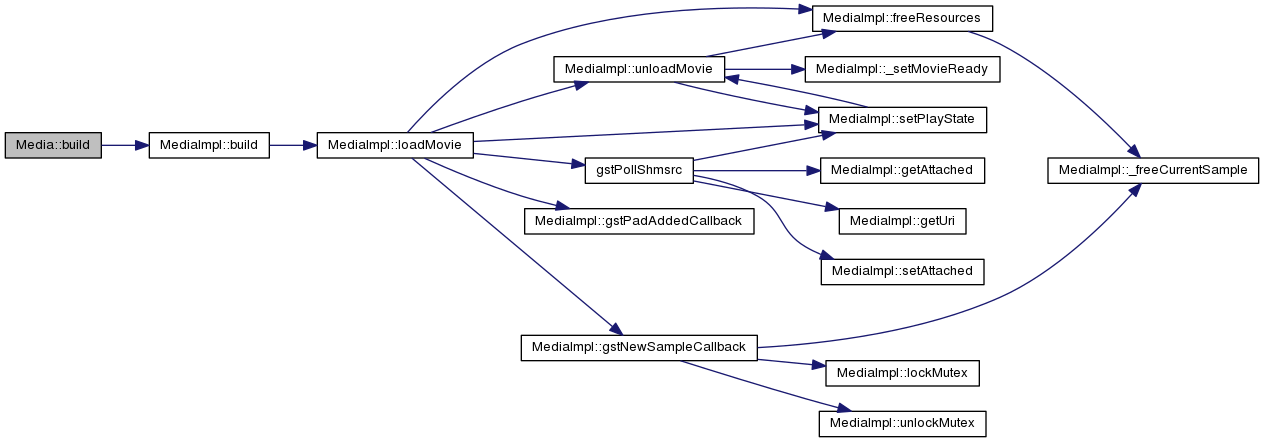 MediaImpl::freeResources
MediaImpl::unloadMovie
MediaImpl::_setMovieReady
MediaImpl::setPlayState
Media::build
MediaImpl::build
MediaImpl::loadMovie
gstPollShmsrc
MediaImpl::getAttached
MediaImpl::_freeCurrentSample
MediaImpl::gstPadAddedCallback
MediaImpl::getUri
MediaImpl::setAttached
MediaImpl::gstNewSampleCallback
MediaImpl::lockMutex
MediaImpl::unlockMutex